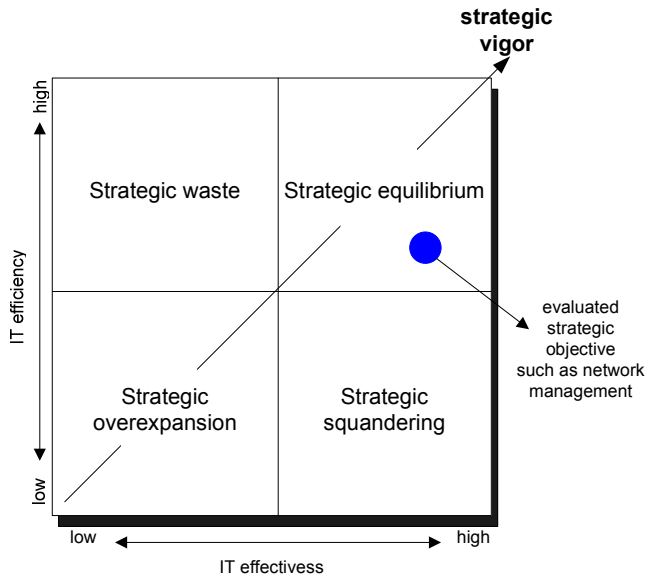 strategic
vigor
high
Strategic waste
Strategic equilibrium
IT efficiency
evaluated
strategic
objective
such as network
management
Strategic
overexpansion
Strategic
squandering
low
low
high
IT effectivess